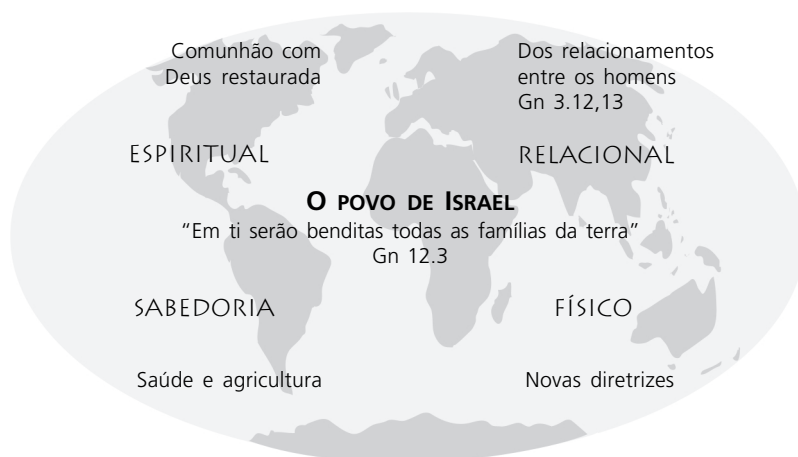 Comunhão com
Deus restaurada
Dos relacionamentos
entre os homens
Gn 3.12,13
ESPIRITUAL
RELACIONAL
O POVO DE ISRAEL
“Em ti serão benditas todas as famílias da terra”
Gn 12.3
SABEDORIA
FÍSICO
Saúde e agricultura
Novas diretrizes